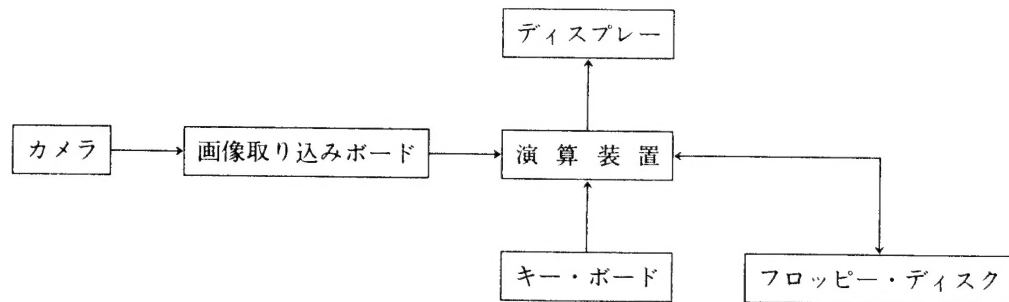 ディスプレー
カメラ
画像取り込みボード
演算装置
キー・ボード
フロッピー・ディスク